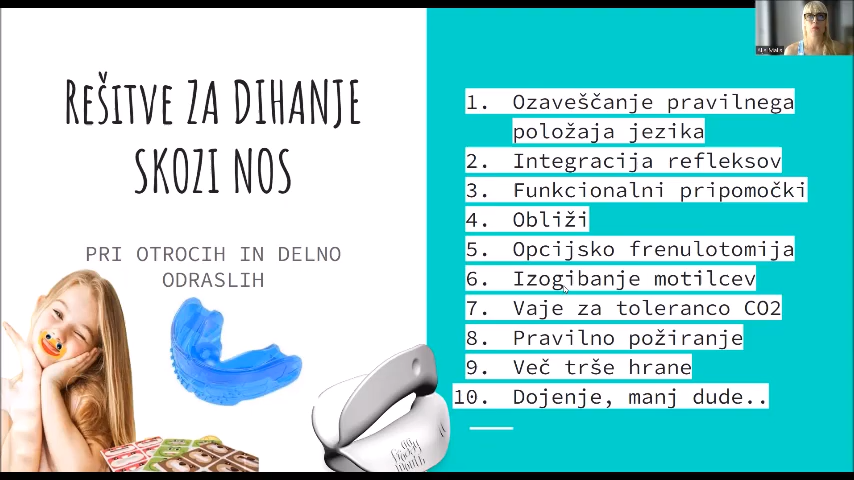 REŠITVE ZA DIHANJE
SKOZI NOS
PRI OTROCIH IN DELNO
ODRASLIH
1. Ozaveščanje pravilnega
položaja jezika
2. Integracija refleksov
3. Funkcionalni pripomočki
4. Obliži
5. Opcijsko frenulotomija
6. Izogibanje motilcev
7. Vaje za toleranco CO2
8. Pravilno požiranje
9. Več trše hrane
10. Dojenje, manj dude..